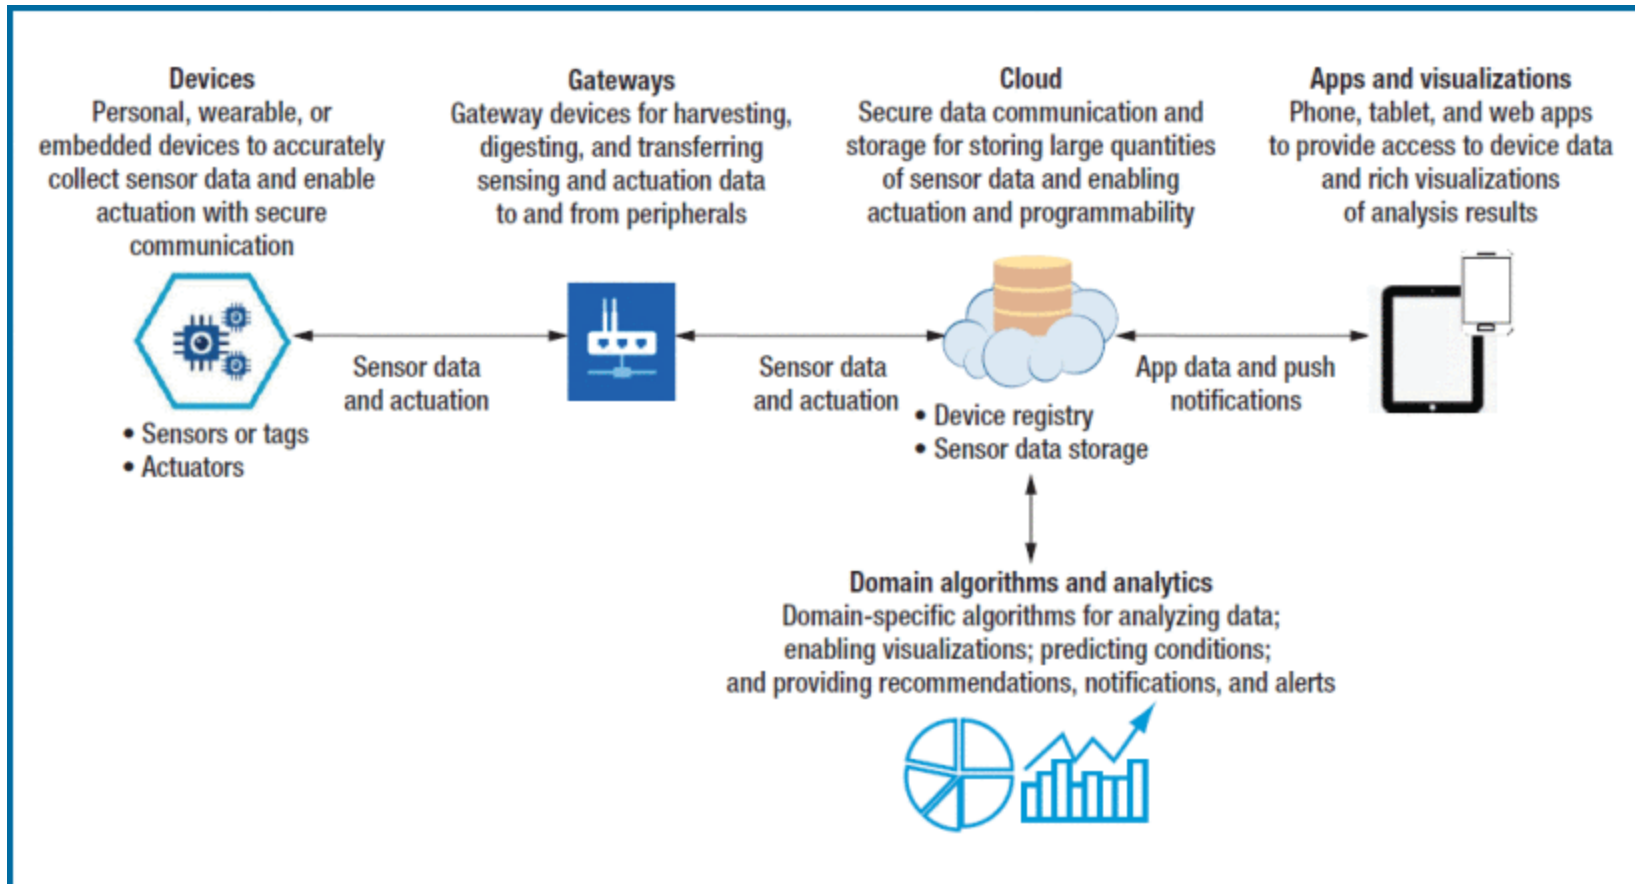 Devices
Personal, wearable, or
embedded devices to accurately
collect sensor data and enable
actuation with secure
communication
• Sensors or tags
• Actuators
Sensor data
and actuation
Gateways
Gateway devices for harvesting,
digesting, and transferring
sensing and actuation data
to and from peripherals
Sensor data
and actuation
Cloud
Secure data communication and
storage for storing large quantities
of sensor data and enabling
actuation and programmability
• Device registry
• Sensor data storage
App data and push
notifications
Apps and visualizations
Phone, tablet, and web apps
to provide access to device data
and rich visualizations
of analysis results
Domain algorithms and analytics
Domain-specific algorithms for analyzing data;
enabling visualizations; predicting conditions;
and providing recommendations, notifications, and alerts